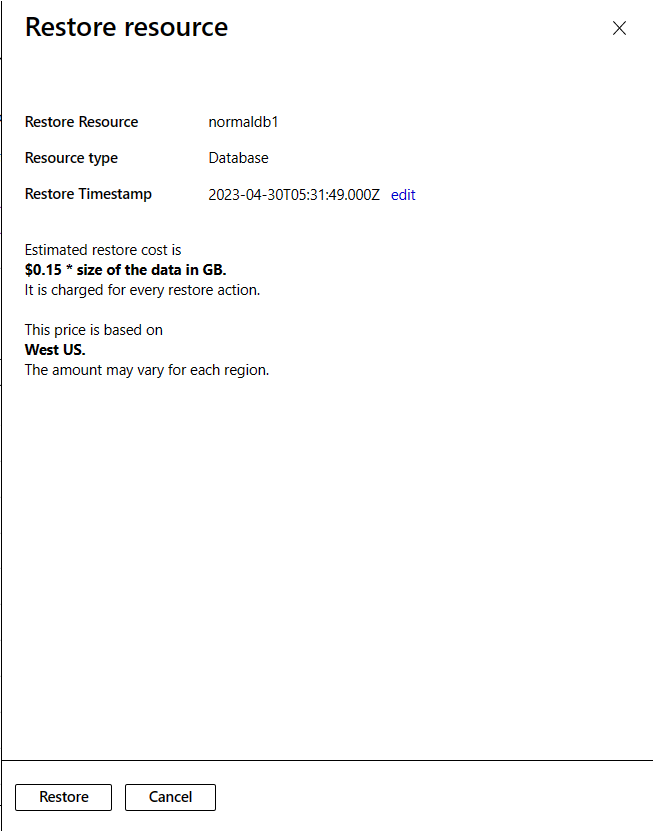 Restore resource
Restore Resource normaldb1
Resource type Database
Restore Timestamp 2023-04-30T05:31:49.000Z edit
Estimated restore cost is
$0.15 * size of the data in GB.
It is charged for every restore action.
This price is based on
West US.
The amount may vary for each region.
Restore Cancel